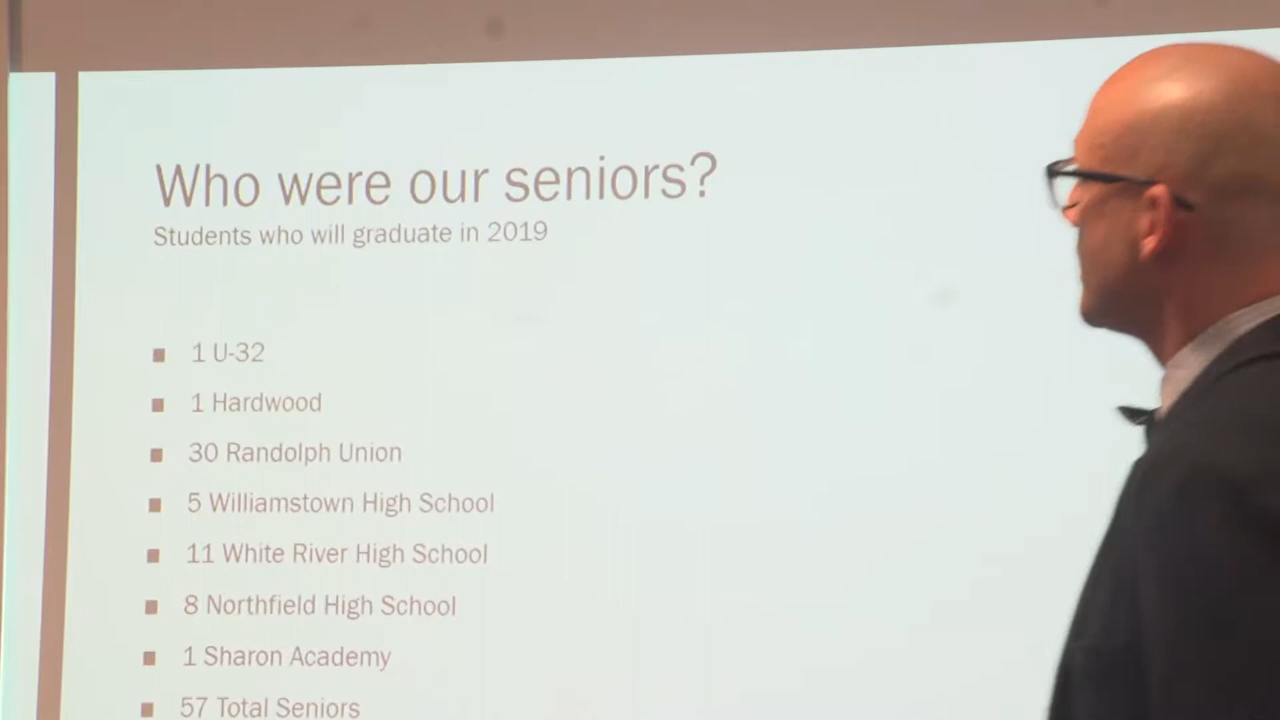 Who were our seniors?
Students who will graduate in 2019
1 U-32
1 Hardwood
30 Randolph Union
5 Williamstown High School
11 White River High School
8 Northfield High School
1 Sharon Academy
57 Total Seniors